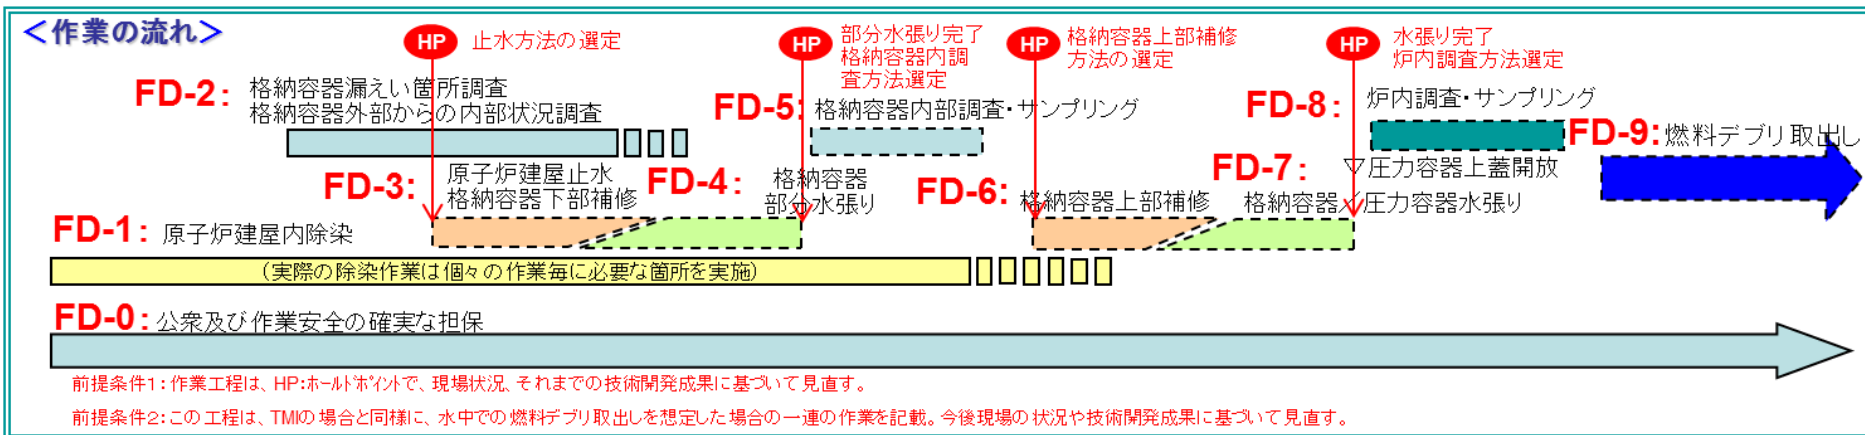 ＜作業の流れ＞
HP 止水方法の選定
HP 部分水張り完了
格納容器内調
査方法選定
HP 格納容器上部補修
方法の選定
HP 水張り完了
炉内調査方法選定
FD-2： 格納容器漏えい箇所調査
格納容器外部からの内部状況調査
FD-5： 格納容器内部調査・サンプリング
FD-8： 炉内調査・サンプリング
FD-9： 燃料デブリ取出し
FD-3： 原子炉建屋止水
格納容器下部補修
FD-4： 格納容器
部分水張り
FD-6： 格納容器上部補修
FD-7： ▽圧力容器上蓋開放
格納容器／圧力容器水張り
FD-1： 原子炉建屋内除染
（実際の除染作業は個々の作業毎に必要な箇所を実施）
FD-0： 公衆及び作業安全の確実な担保
前提条件1：作業工程は、HP：ホールドポイントで、現場状況、それまでの技術開発成果に基づいて見直す。
前提条件2：この工程は、TMIの場合と同様に、水中での燃料デブリ取出しを想定した場合の一連の作業を記載。今後現場の状況や技術開発成果に基づいて見直す。